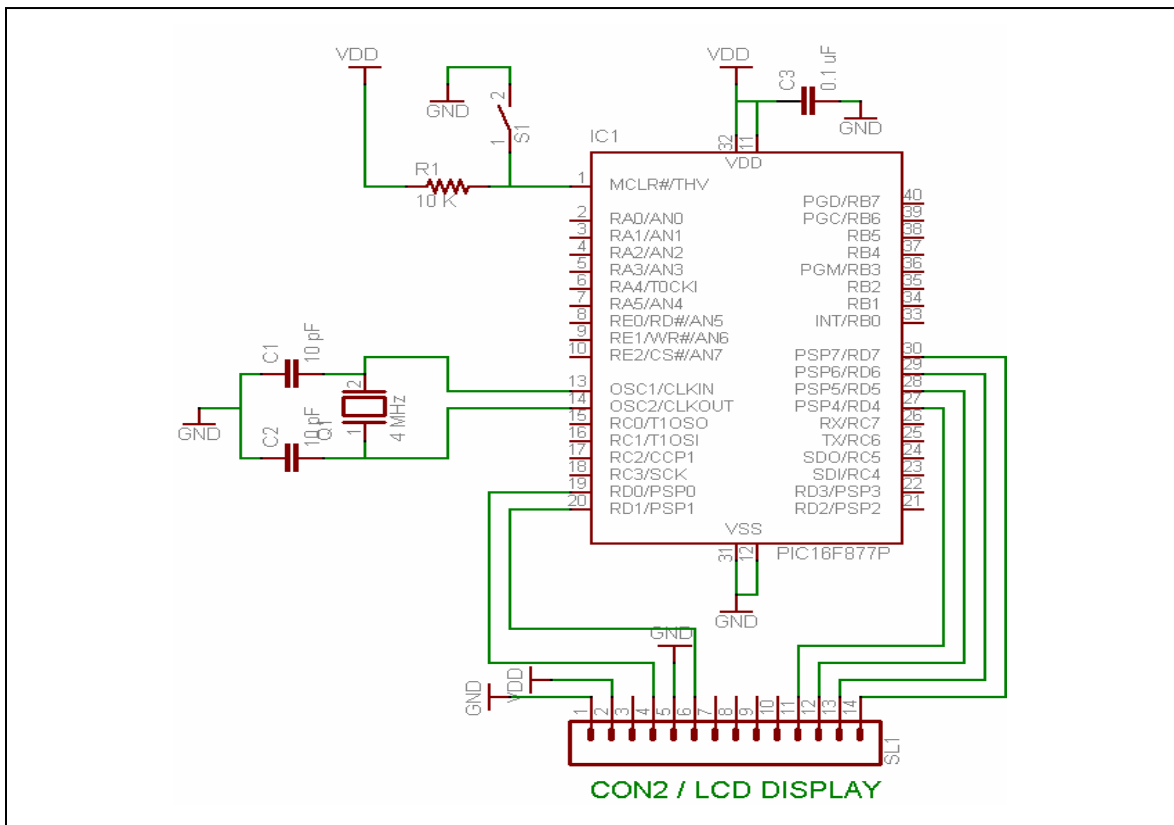 VDD
GND
2
1
S1
R1
10 K
VDD
C3
0.1 uF
GND
IC1
32
11
VDD
1
MCLR#/THV
2
RA0/AN0
3
RA1/AN1
4
RA2/AN2
5
RA3/AN3
6
RA4/T0CKI
7
RA5/AN4
8
RE0/RD#/AN5
9
RE1/WR#/AN6
10
RE2/CS#/AN7
13
OSC1/CLKIN
14
OSC2/CLKOUT
15
RC0/T1OSO
16
RC1/T1OSI
17
RC2/CCP1
18
RC3/SCK
19
RD0/PSP0
20
RD1/PSP1
PGD/RB7
40
PGC/RB6
39
RB5
38
RB4
37
PGM/RB3
36
RB2
35
RB1
34
INT/RB0
33
PSP7/RD7
30
PSP6/RD6
29
PSP5/RD5
28
PSP4/RD4
27
RX/RC7
26
TX/RC6
25
SDO/RC5
24
SDI/RC4
23
RD3/PSP3
22
RD2/PSP2
21
VSS
31
12
PIC16F877P
GND
C1
10 pF
GND
C2
10 pF
Q1
2
1
4 MHz
GND
GND
VDD
1
2
3
4
5
6
7
8
9
10
11
12
13
14
SL1
CON2 / LCD DISPLAY